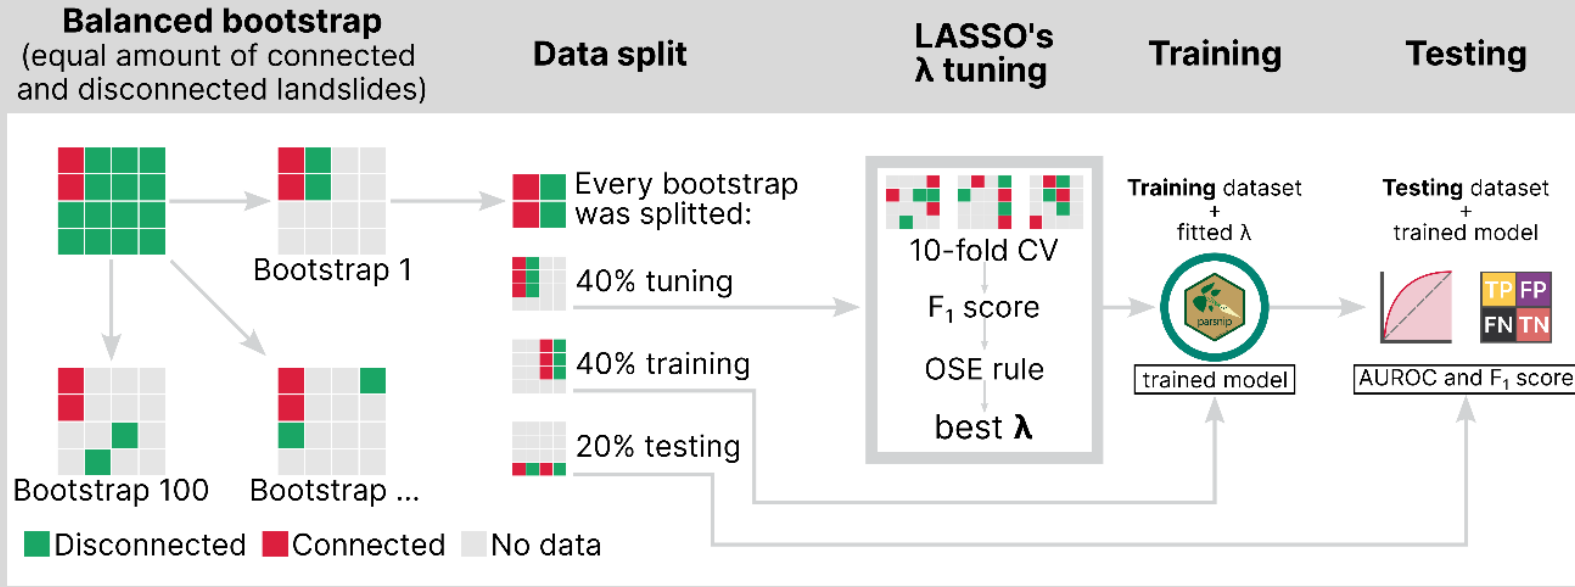 Balanced bootstrap
(equal amount of connected
and disconnected landslides)
Data split
LASSO's
λ tuning
Training
Testing
Bootstrap 1
Bootstrap 100
Bootstrap ...
Disconnected
Connected
No data
Every bootstrap
was splitted:
40% tuning
40% training
20% testing
10-fold CV
F₁ score
OSE rule
best λ
Training dataset
+
fitted λ
parsnip
trained model
Testing dataset
+
trained model
TP FP
FN TN
AUROC and F₁ score